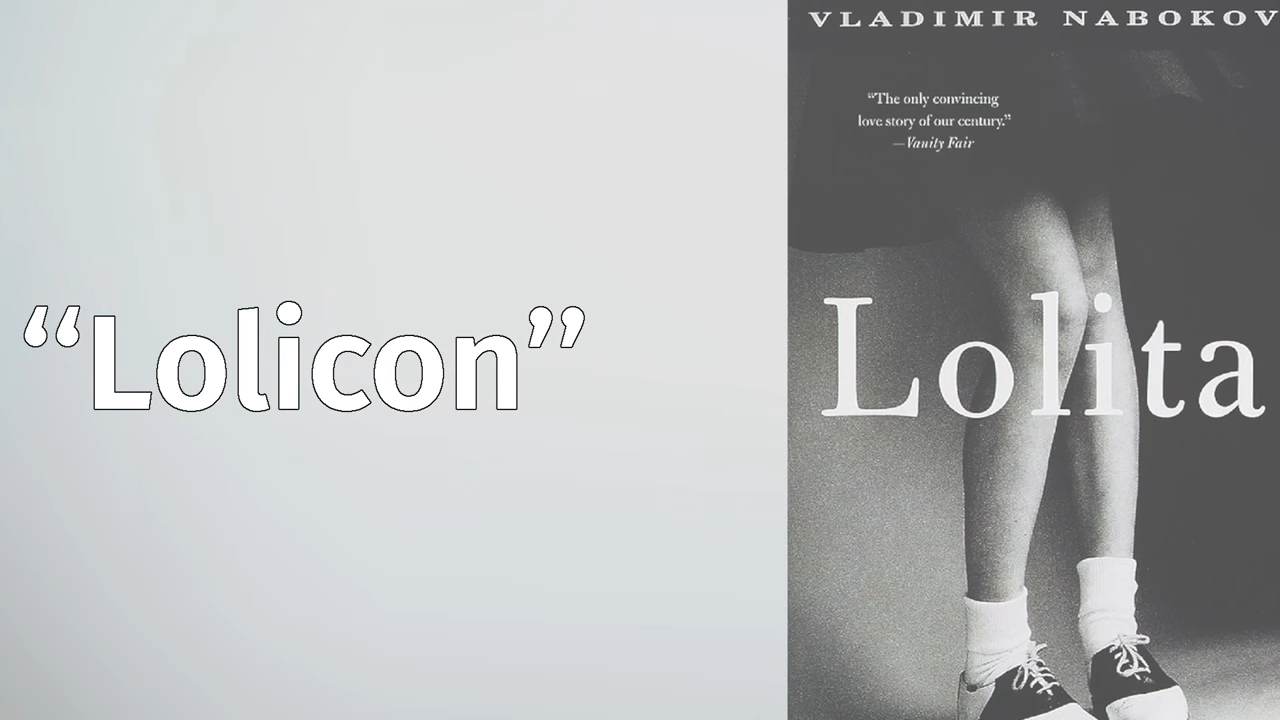 “Lolicon”
VLADIMIR NABOKOV
“The only convincing
love story of our century.”
—Vanity Fair
Lolita